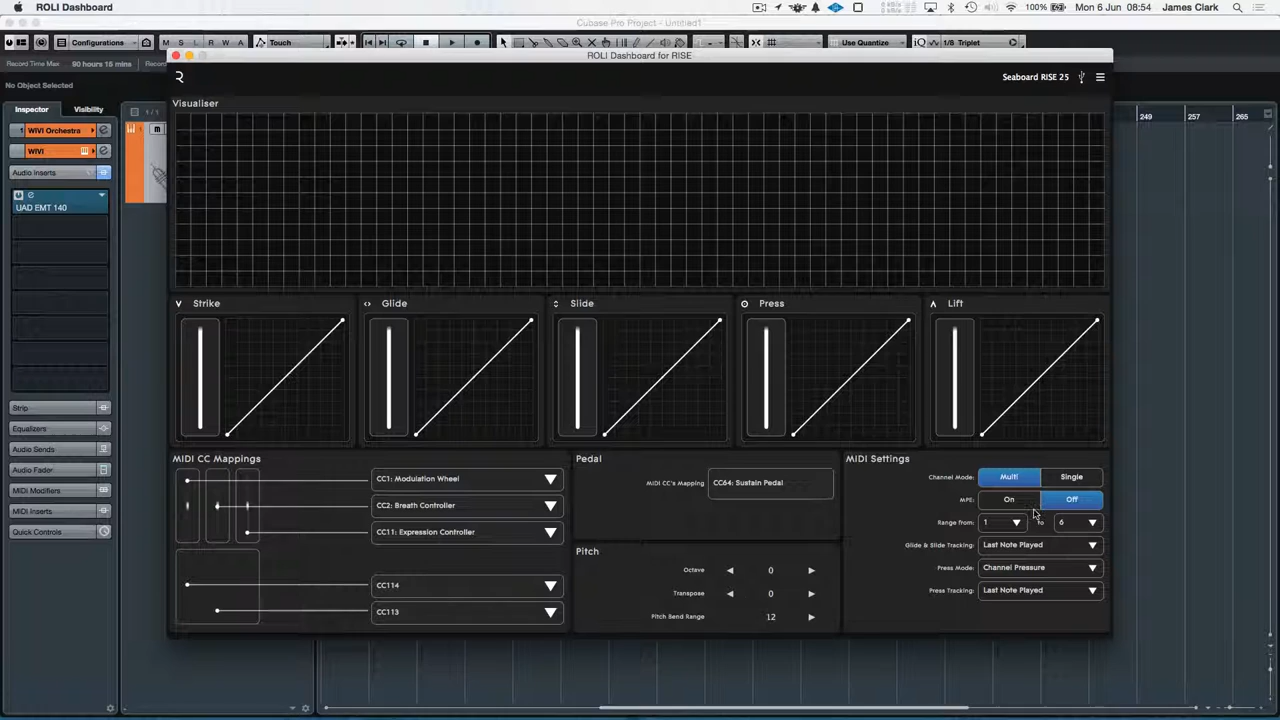 ROLI Dashboard
100%
Mon 6 Jun 08:54
James Clark
Cubase Pro Project - Untitled1
Configurations
M S L R W A
Touch
Use Quantize
iQ
1/8 Triplet
Record Time Max
90 hours 15 mins
No Object Selected
ROLI Dashboard for RISE
Seaboard RISE 25
Inspector
Visibility
1 / 1
249
257
265
1
WIVI Orchestra
m
WIVI
Audio Inserts
UAD EMT 140
Strip
Equalizers
Audio Sends
Audio Fader
MIDI Modifiers
MIDI Inserts
Quick Controls
Visualiser
Strike
Glide
Slide
Press
Lift
MIDI CC Mappings
CC1: Modulation Wheel
CC2: Breath Controller
CC11: Expression Controller
CC114
CC113
Pedal
MIDI CC's Mapping
CC64: Sustain Pedal
Pitch
Octave
0
Transpose
0
Pitch Bend Range
12
MIDI Settings
Channel Mode:
Multi
Single
MPE:
On
Off
Range from:
1
to
6
Glide & Slide Tracking:
Last Note Played
Press Mode:
Channel Pressure
Press Tracking:
Last Note Played